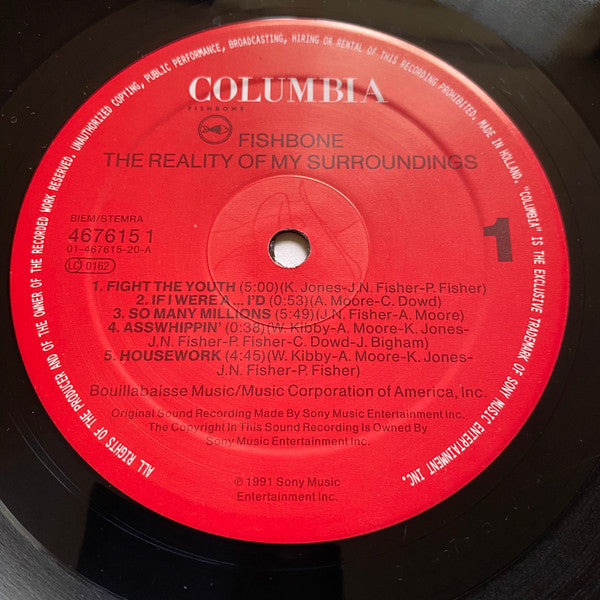 ALL RIGHTS OF THE PRODUCER AND OF THE OWNER OF THE RECORDED WORK RESERVED. UNAUTHORIZED COPYING, PUBLIC PERFORMANCE, BROADCASTING, HIRING OR RENTAL OF THIS RECORDING PROHIBITED. MADE IN HOLLAND. "COLUMBIA" IS THE EXCLUSIVE TRADEMARK OF SONY MUSIC ENTERTAINMENT, INC.
COLUMBIA
FISHBONE
FISHBONE
THE REALITY OF MY SURROUNDINGS
BIEM/STEMRA
467615 1
01-467615-20-A
LC 0162
1
1. FIGHT THE YOUTH (5:00)(K. Jones-J.N. Fisher-P. Fisher)
2. IF I WERE A ... I'D (0:53)(A. Moore-C. Dowd)
3. SO MANY MILLIONS (5:49)(J.N. Fisher-A. Moore)
4. ASSWHIPPIN' (0:38)(W. Kibby-A. Moore-K. Jones-
J.N. Fisher-P. Fisher-C. Dowd-J. Bigham)
5. HOUSEWORK (4:45)(W. Kibby-A. Moore-K. Jones-
J.N. Fisher-P. Fisher)
Bouillabaisse Music/Music Corporation of America, Inc.
Original Sound Recording Made By Sony Music Entertainment Inc.
The Copyright In This Sound Recording is Owned By
Sony Music Entertainment Inc.
℗ 1991 Sony Music
Entertainment Inc.